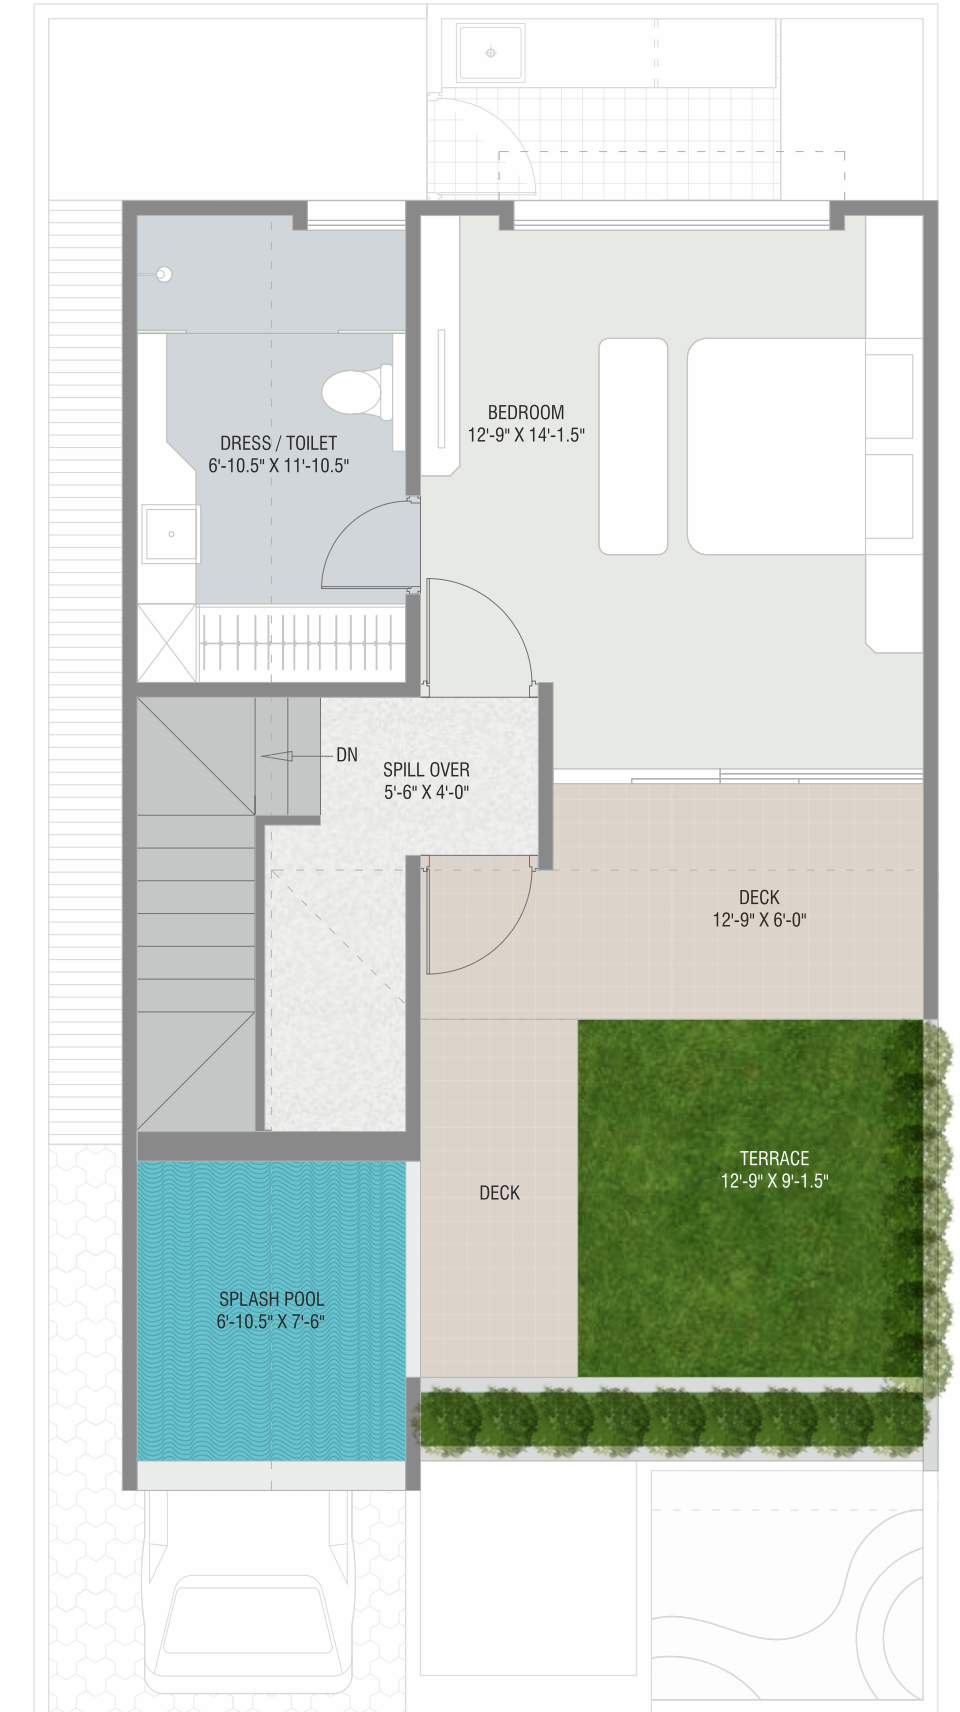 BEDROOM
12'-9" X 14'-1.5"
DRESS / TOILET
6'-10.5" X 11'-10.5"
DN
SPILL OVER
5'-6" X 4'-0"
DECK
12'-9" X 6'-0"
TERRACE
12'-9" X 9'-1.5"
DECK
SPLASH POOL
6'-10.5" X 7'-6"